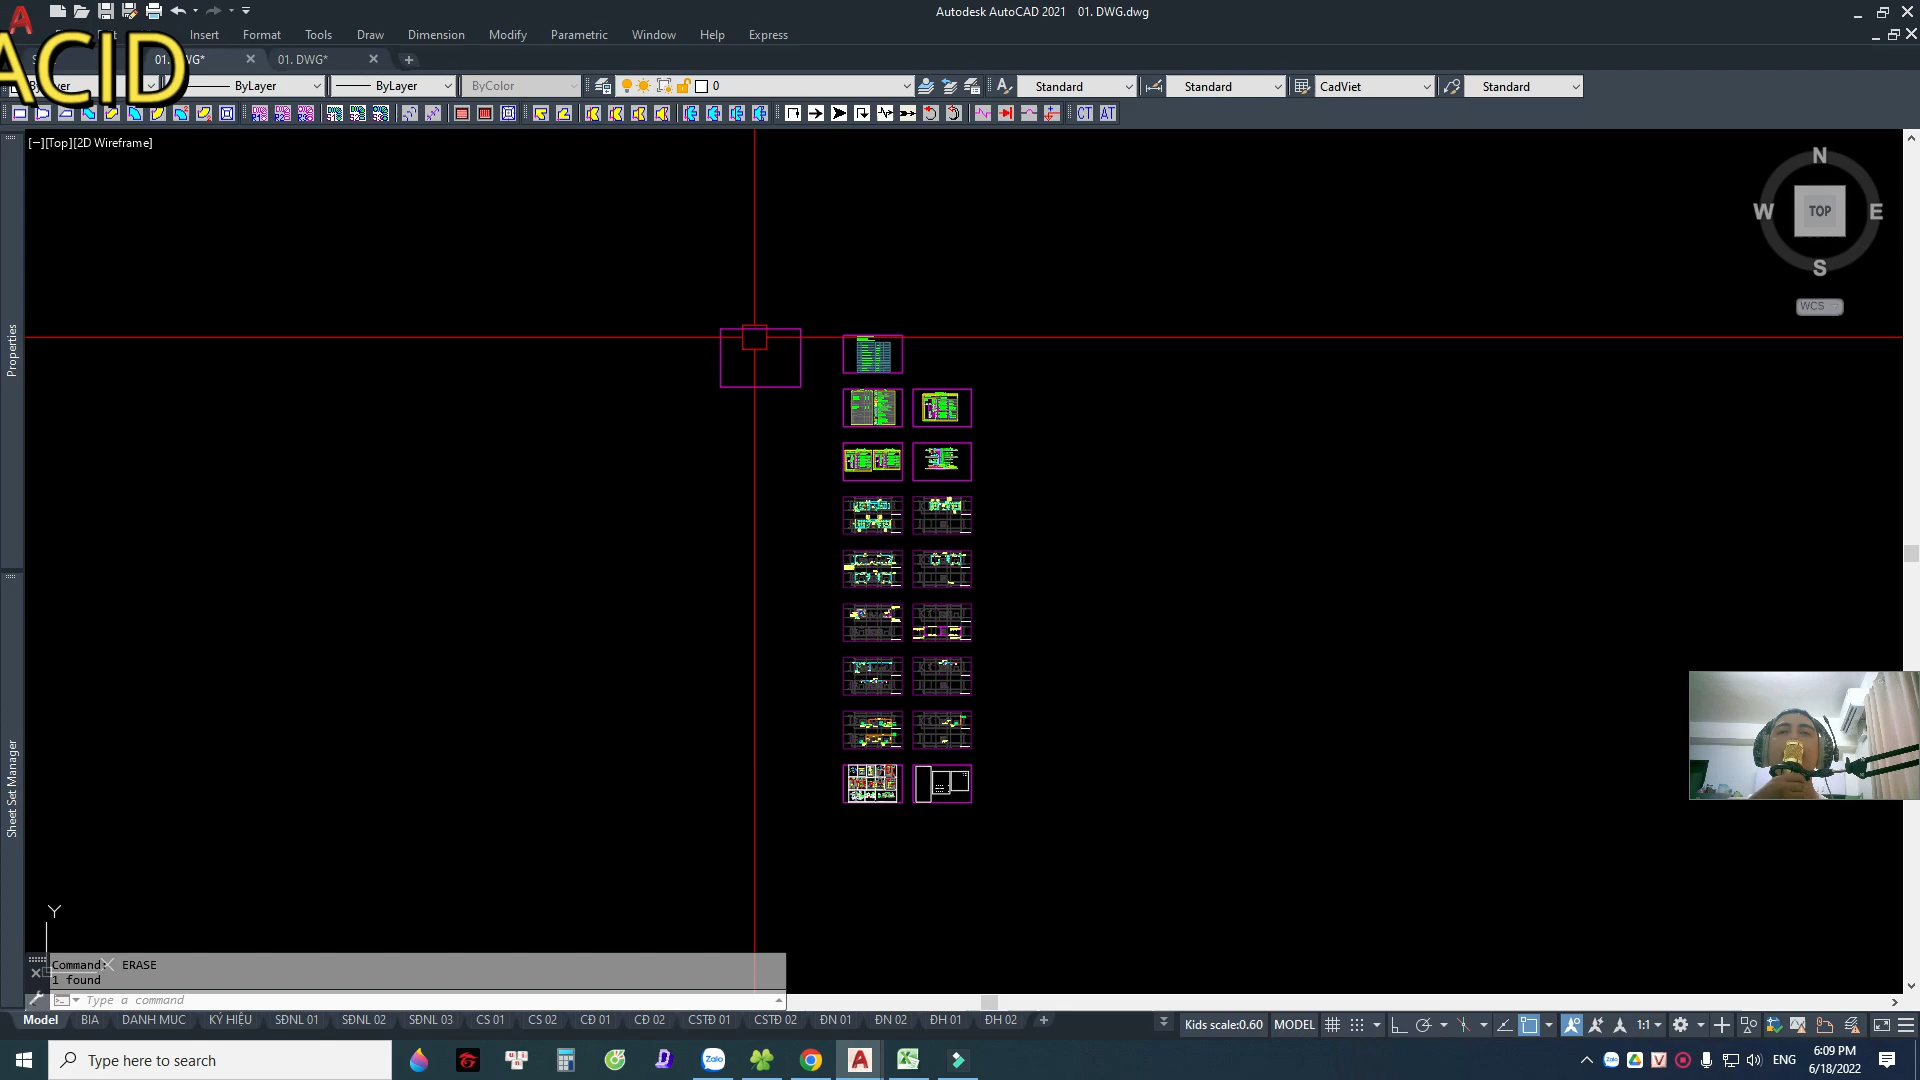 Autodesk AutoCAD 2021 01. DWG.dwg
Insert Format Tools Draw Dimension Modify Parametric Window Help Express
ACID
01. DWG*
ByLayer ByLayer ByColor 0 Standard Standard CadViet Standard
CT AT
[−][Top][2D Wireframe]
N
W TOP E
S
WCS
Properties
Sheet Set Manager
Y
X
Command: ERASE
1 found
Type a command
Model BIA DANH MUC KÝ HIỆU SĐNL 01 SĐNL 02 SĐNL 03 CS 01 CS 02 CĐ 01 CĐ 02 CSTĐ 01 CSTĐ 02 ĐN 01 ĐN 02 ĐH 01 ĐH 02
Kids scale:0.60 MODEL 1:1
Type here to search
Zalo
ENG
6:09 PM
6/18/2022